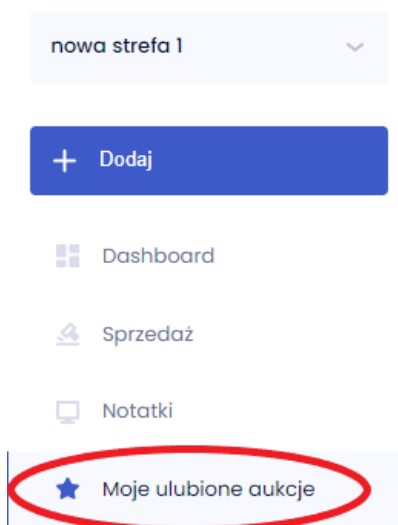 nowa strefa 1
Dodaj
Dashboard
Sprzedaż
Notatki
Moje ulubione aukcje